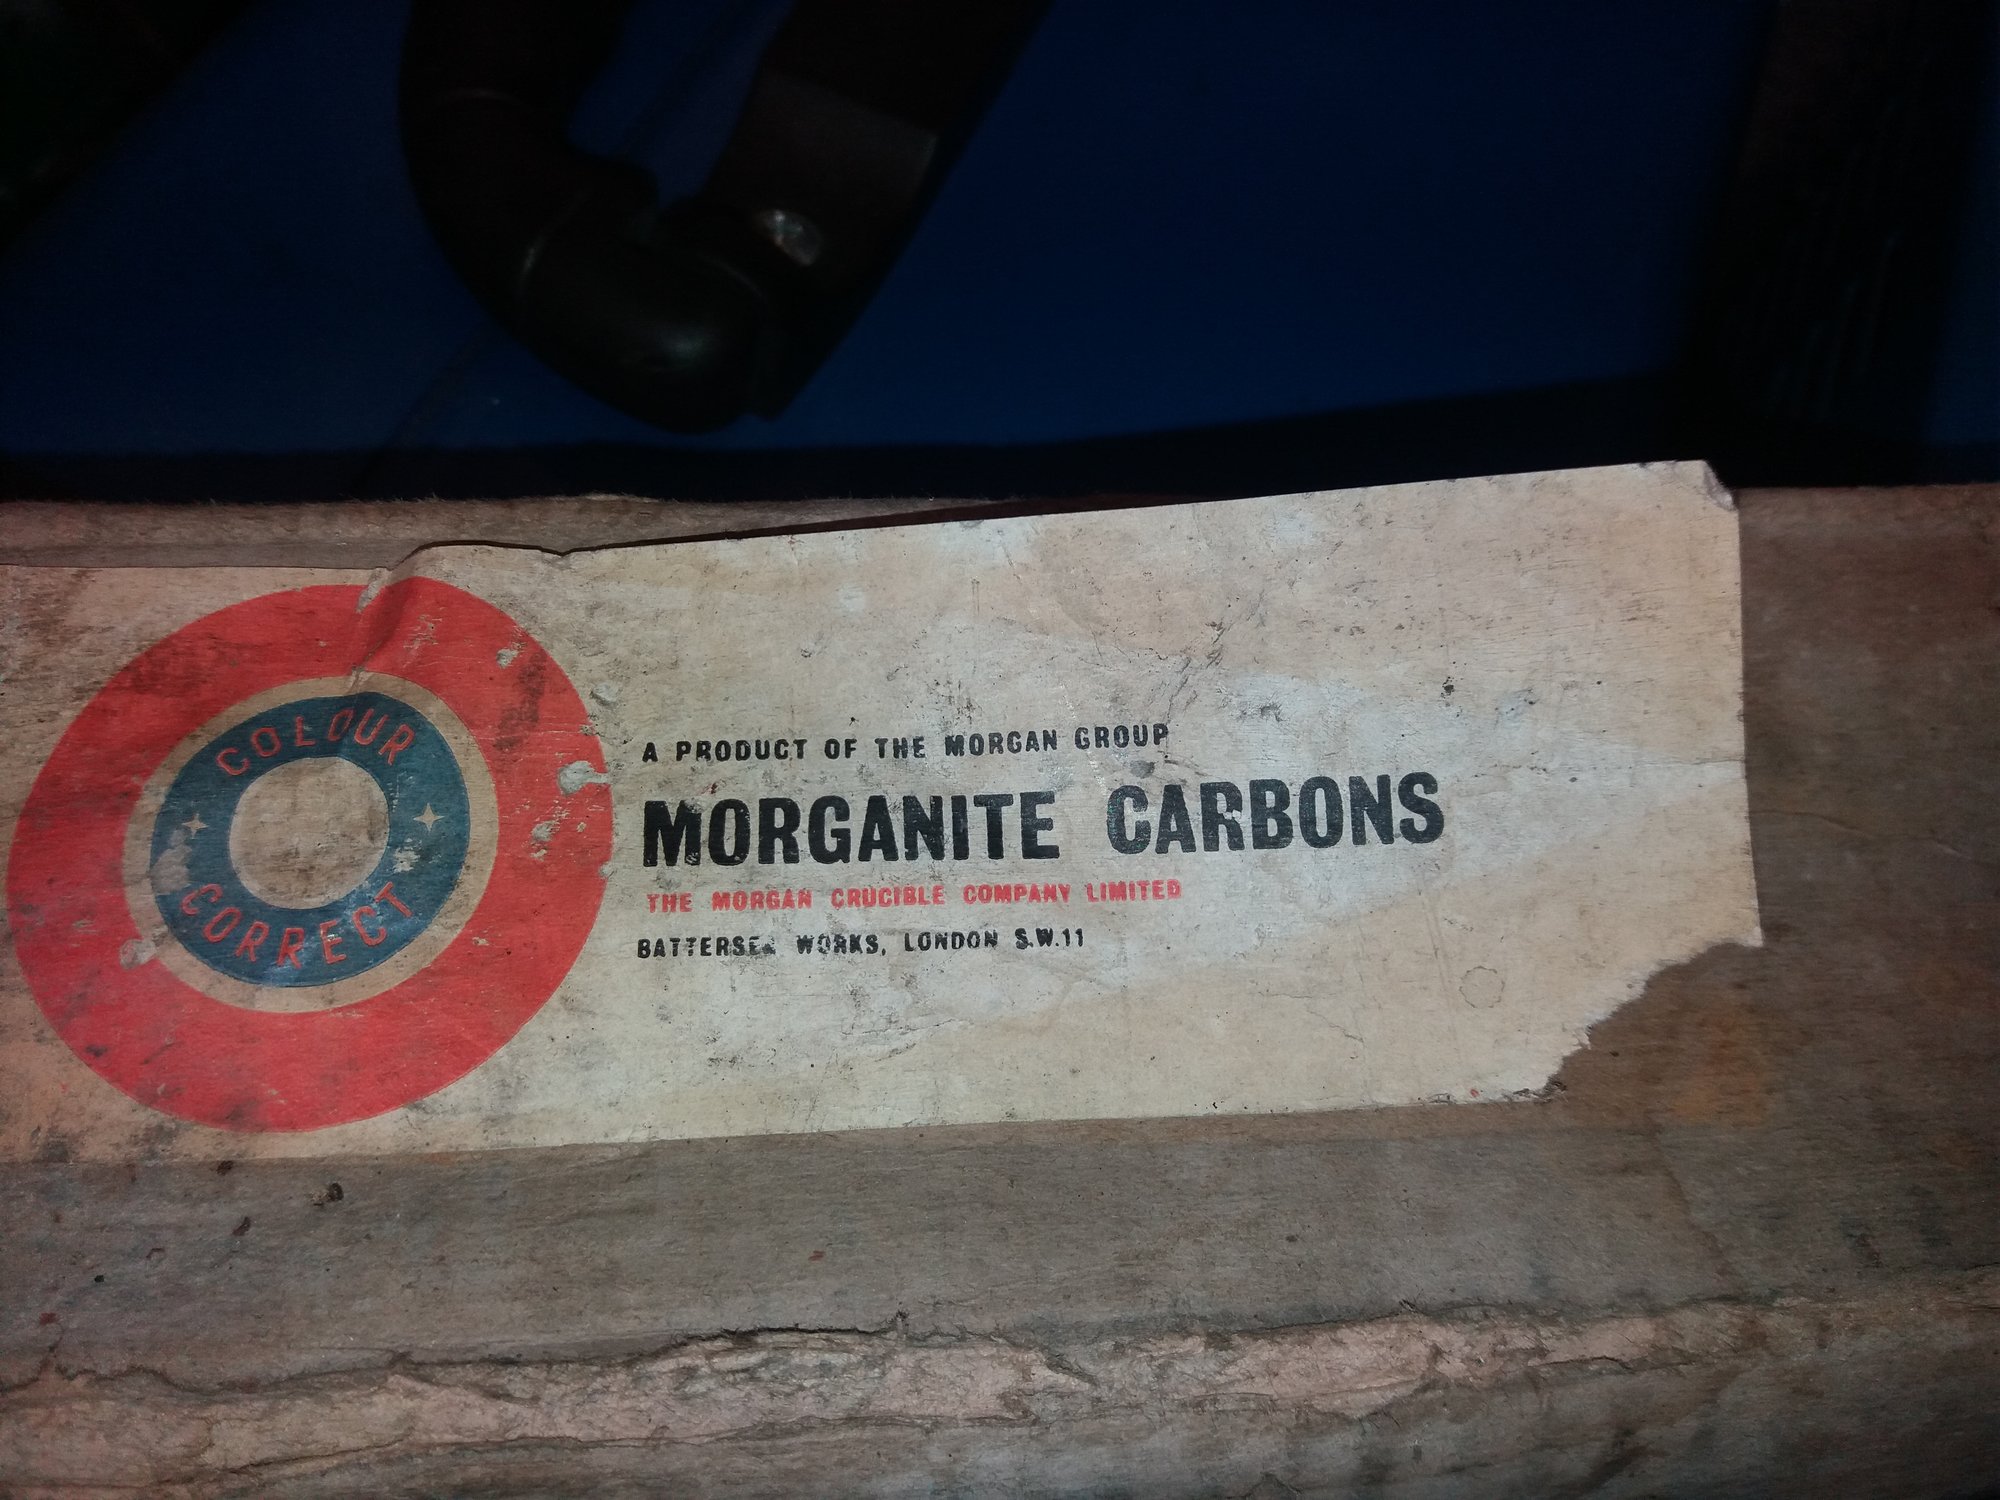 COLOUR
CORRECT
A PRODUCT OF THE MORGAN GROUP
MORGANITE CARBONS
THE MORGAN CRUCIBLE COMPANY LIMITED
BATTERSEA WORKS, LONDON S.W.11